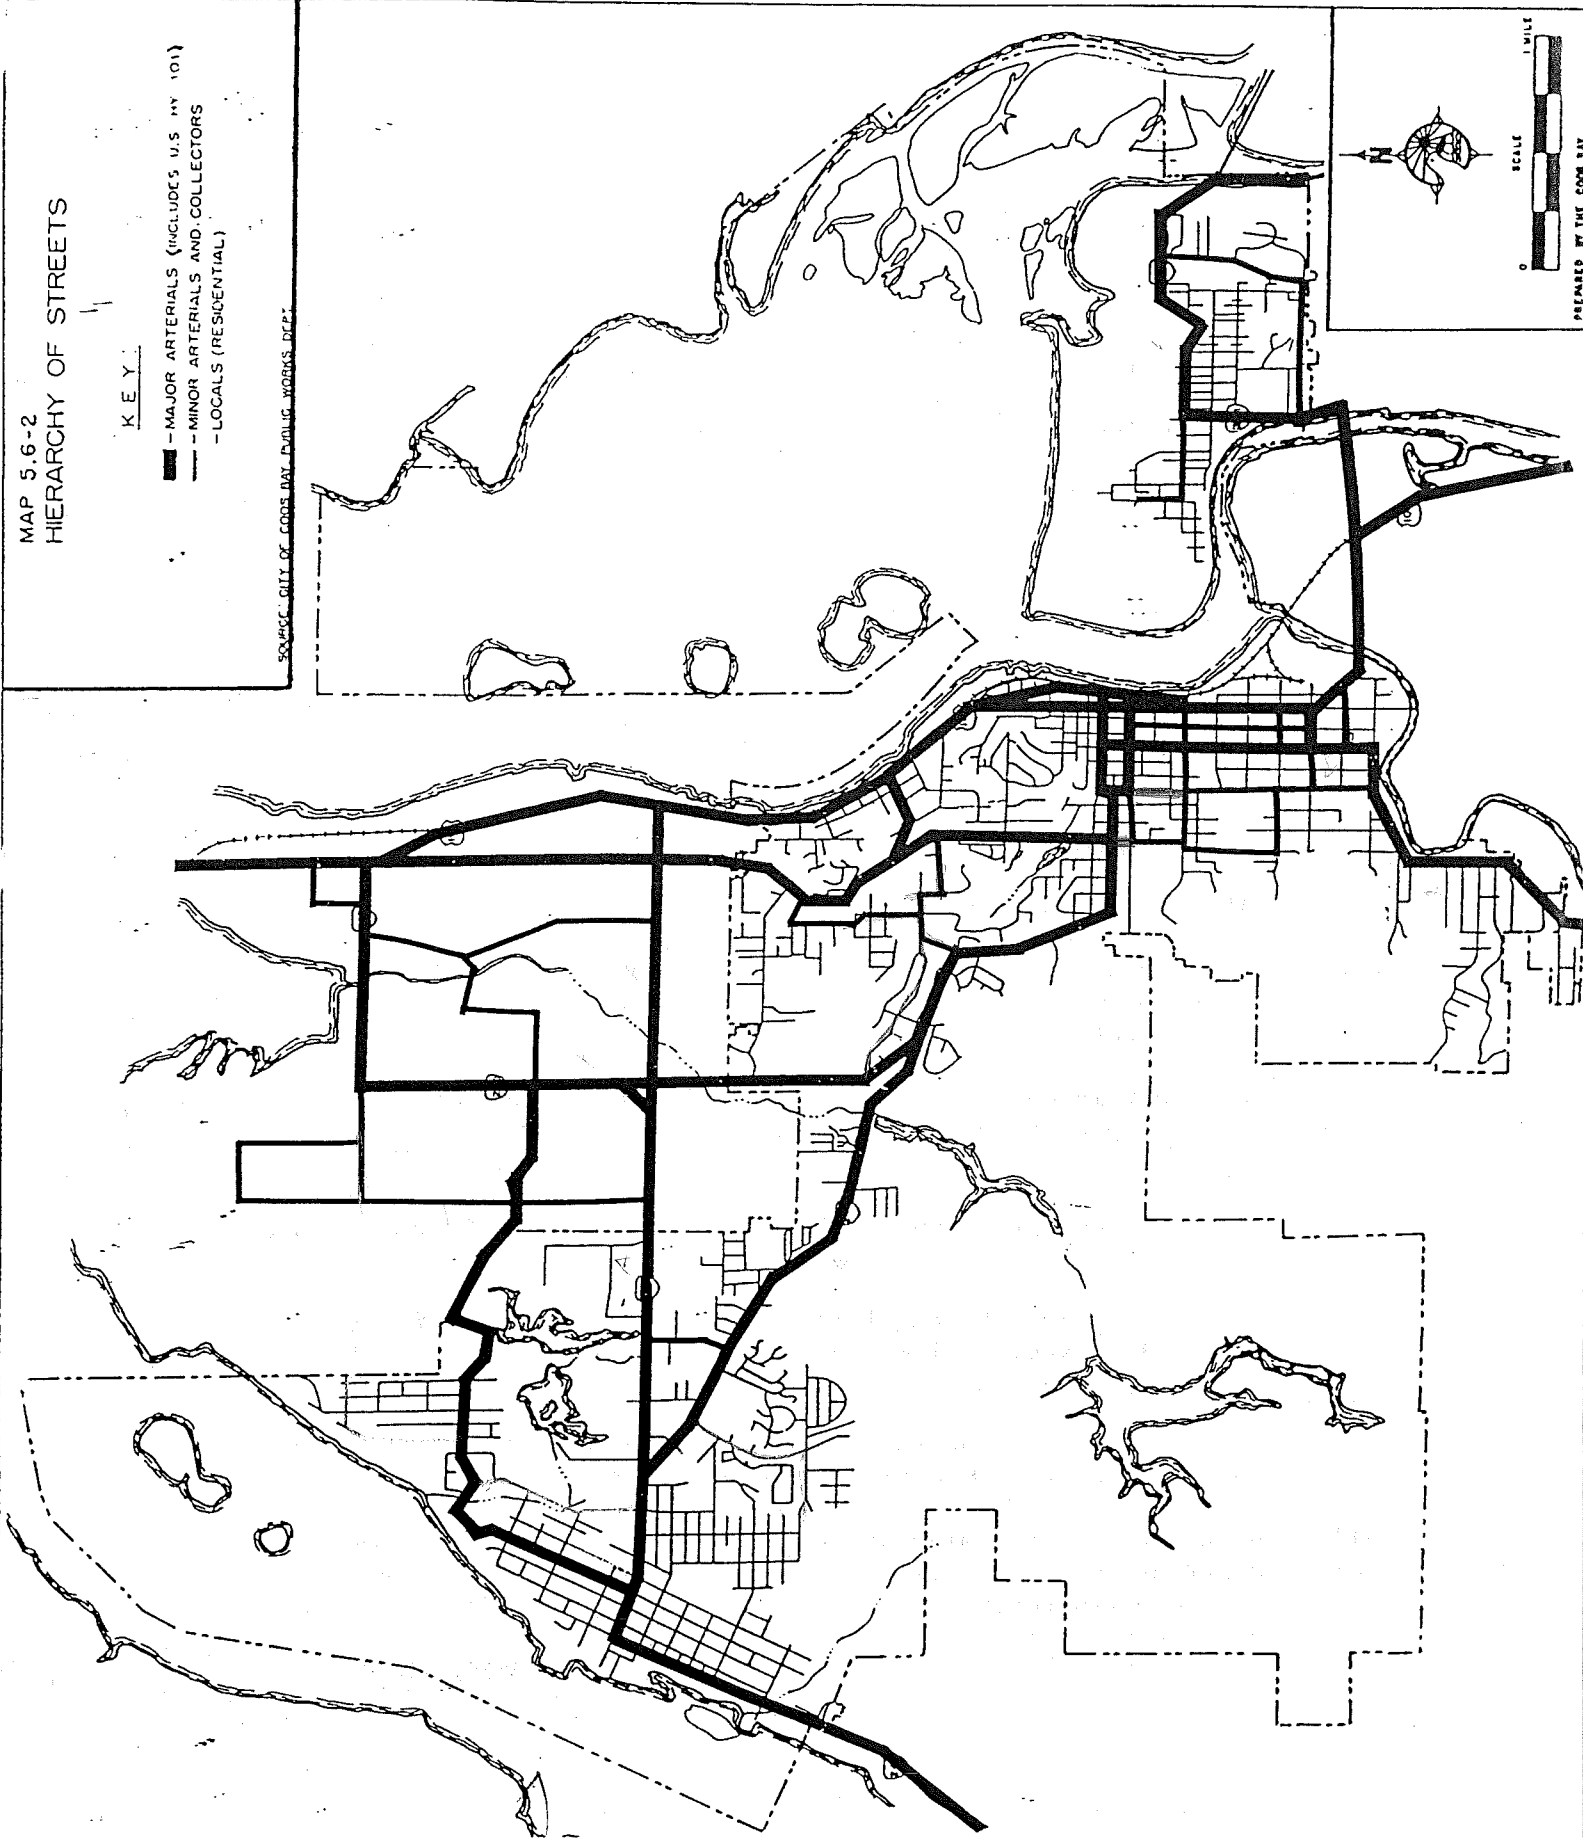 MAP 5.6-2
HIERARCHY OF STREETS
KEY:
- MAJOR ARTERIALS (INCLUDES U.S. HY 101)
- MINOR ARTERIALS AND COLLECTORS
- LOCALS (RESIDENTIAL)
SOURCE: CITY OF COOS BAY PUBLIC WORKS DEPT.
N
SCALE
0 1 MILE
PREPARED BY THE COOS BAY